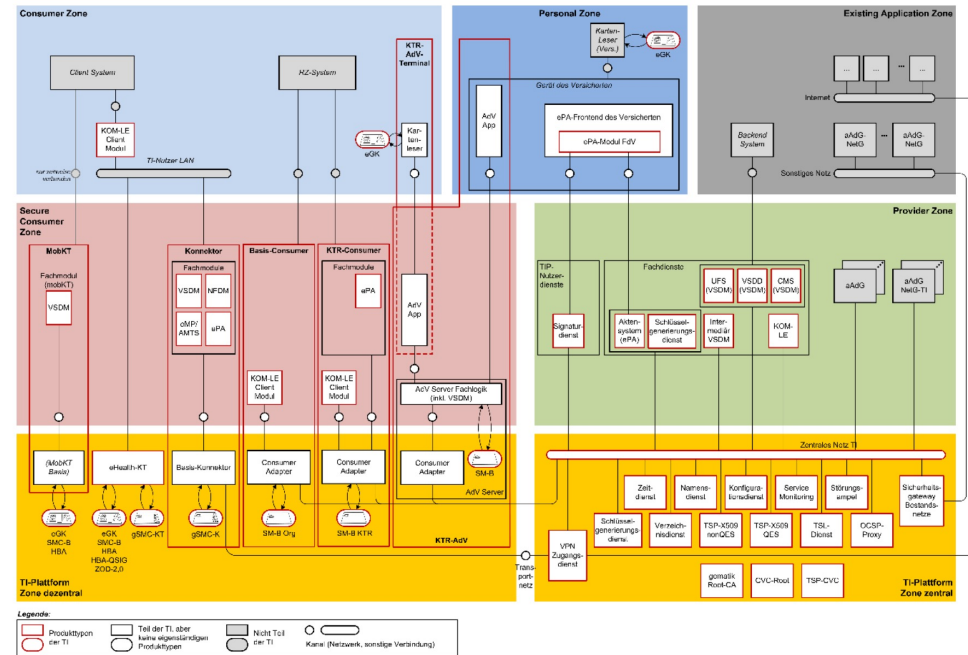 Consumer Zone
Client System
RZ-System
KTR-
AdV-
Terminal
KOM-LE
Client
Modul
eGK
Kar-
ten-
leser
TI-Nutzer LAN
Personal Zone
Karten-
Leser
(Vers.)
eGK
Gerät des Versicherten
AdV
App
ePA-Frontend des Versicherten
ePA-Modul FdV
Existing Application Zone
...
...
...
...
Internet
Backend
System
aAdG-
NetG
...
aAdG-
NetG
Sonstiges Netz
Secure
Consumer
Zone
MobKT
Fachmodul
(mobKT)
VSDM
Konnektor
Fachmodule
VSDM
NFDM
eMP/
AMTS
ePA
Basis-Consumer
KOM-LE
Client
Modul
KTR-Consumer
Fachmodule
ePA
KOM-LE
Client
Modul
AdV
App
AdV Server Fachlogik
(inkl. VSDM)
Provider Zone
TIP-
Nutzer-
dienste
Signatur-
dienst
Fachdienste
UFS
(VSDM)
VSDD
(VSDM)
CMS
(VSDM)
Akten-
system
(ePA)
Schlüssel-
generierungs-
dienst
Inter-
mediär
VSDM
KOM-
LE
aAdG
aAdG
NetG-TI
(MobKT
Basis)
eGK
SMC-B
HBA
eHealth-KT
eGK
SMC-B
HBA
HBA-QSIG
ZOD-2.0
gSMC-KT
Basis-Konnektor
gSMC-K
Consumer
Adapter
SM-B Org
Consumer
Adapter
SM-B KTR
Consumer
Adapter
SM-B
AdV Server
KTR-AdV
TI-Plattform
Zone dezentral
Trans-
port-
netz
Zentrales Netz TI
VPN
Zugangs-
dienst
Zeit-
dienst
Namens-
dienst
Konfigura-
tionsdienst
Service
Monitoring
Störungs-
ampel
Sicherheits-
gateway
Bestands-
netze
Schlüssel-
generierungs-
dienst
Verzeich-
nisdienst
TSP-X509
nonQES
TSP-X509
QES
TSL-
Dienst
OCSP-
Proxy
gematik
Root-CA
CVC-Root
TSP-CVC
TI-Plattform
Zone zentral
Legende:
Produkttypen
der TI
Teil der TI, aber
keine eigenständigen
Produkttypen
Nicht Teil
der TI
Kanal (Netzwerk, sonstige Verbindung)